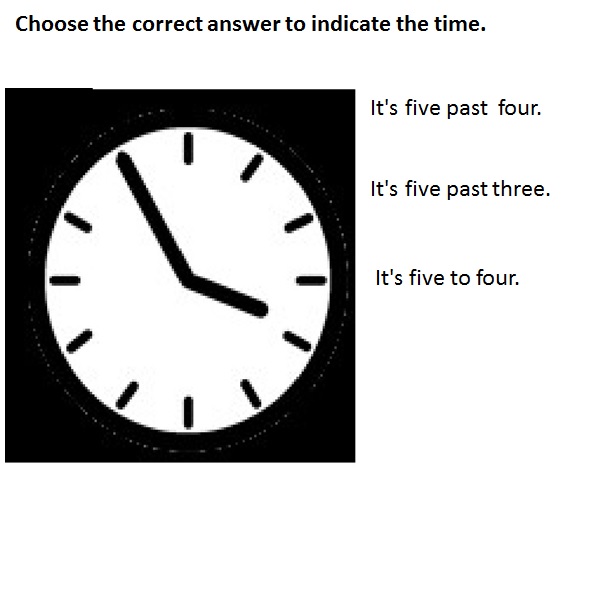 Choose the correct answer to indicate the time.
It's five past four.
It's five past three.
It's five to four.